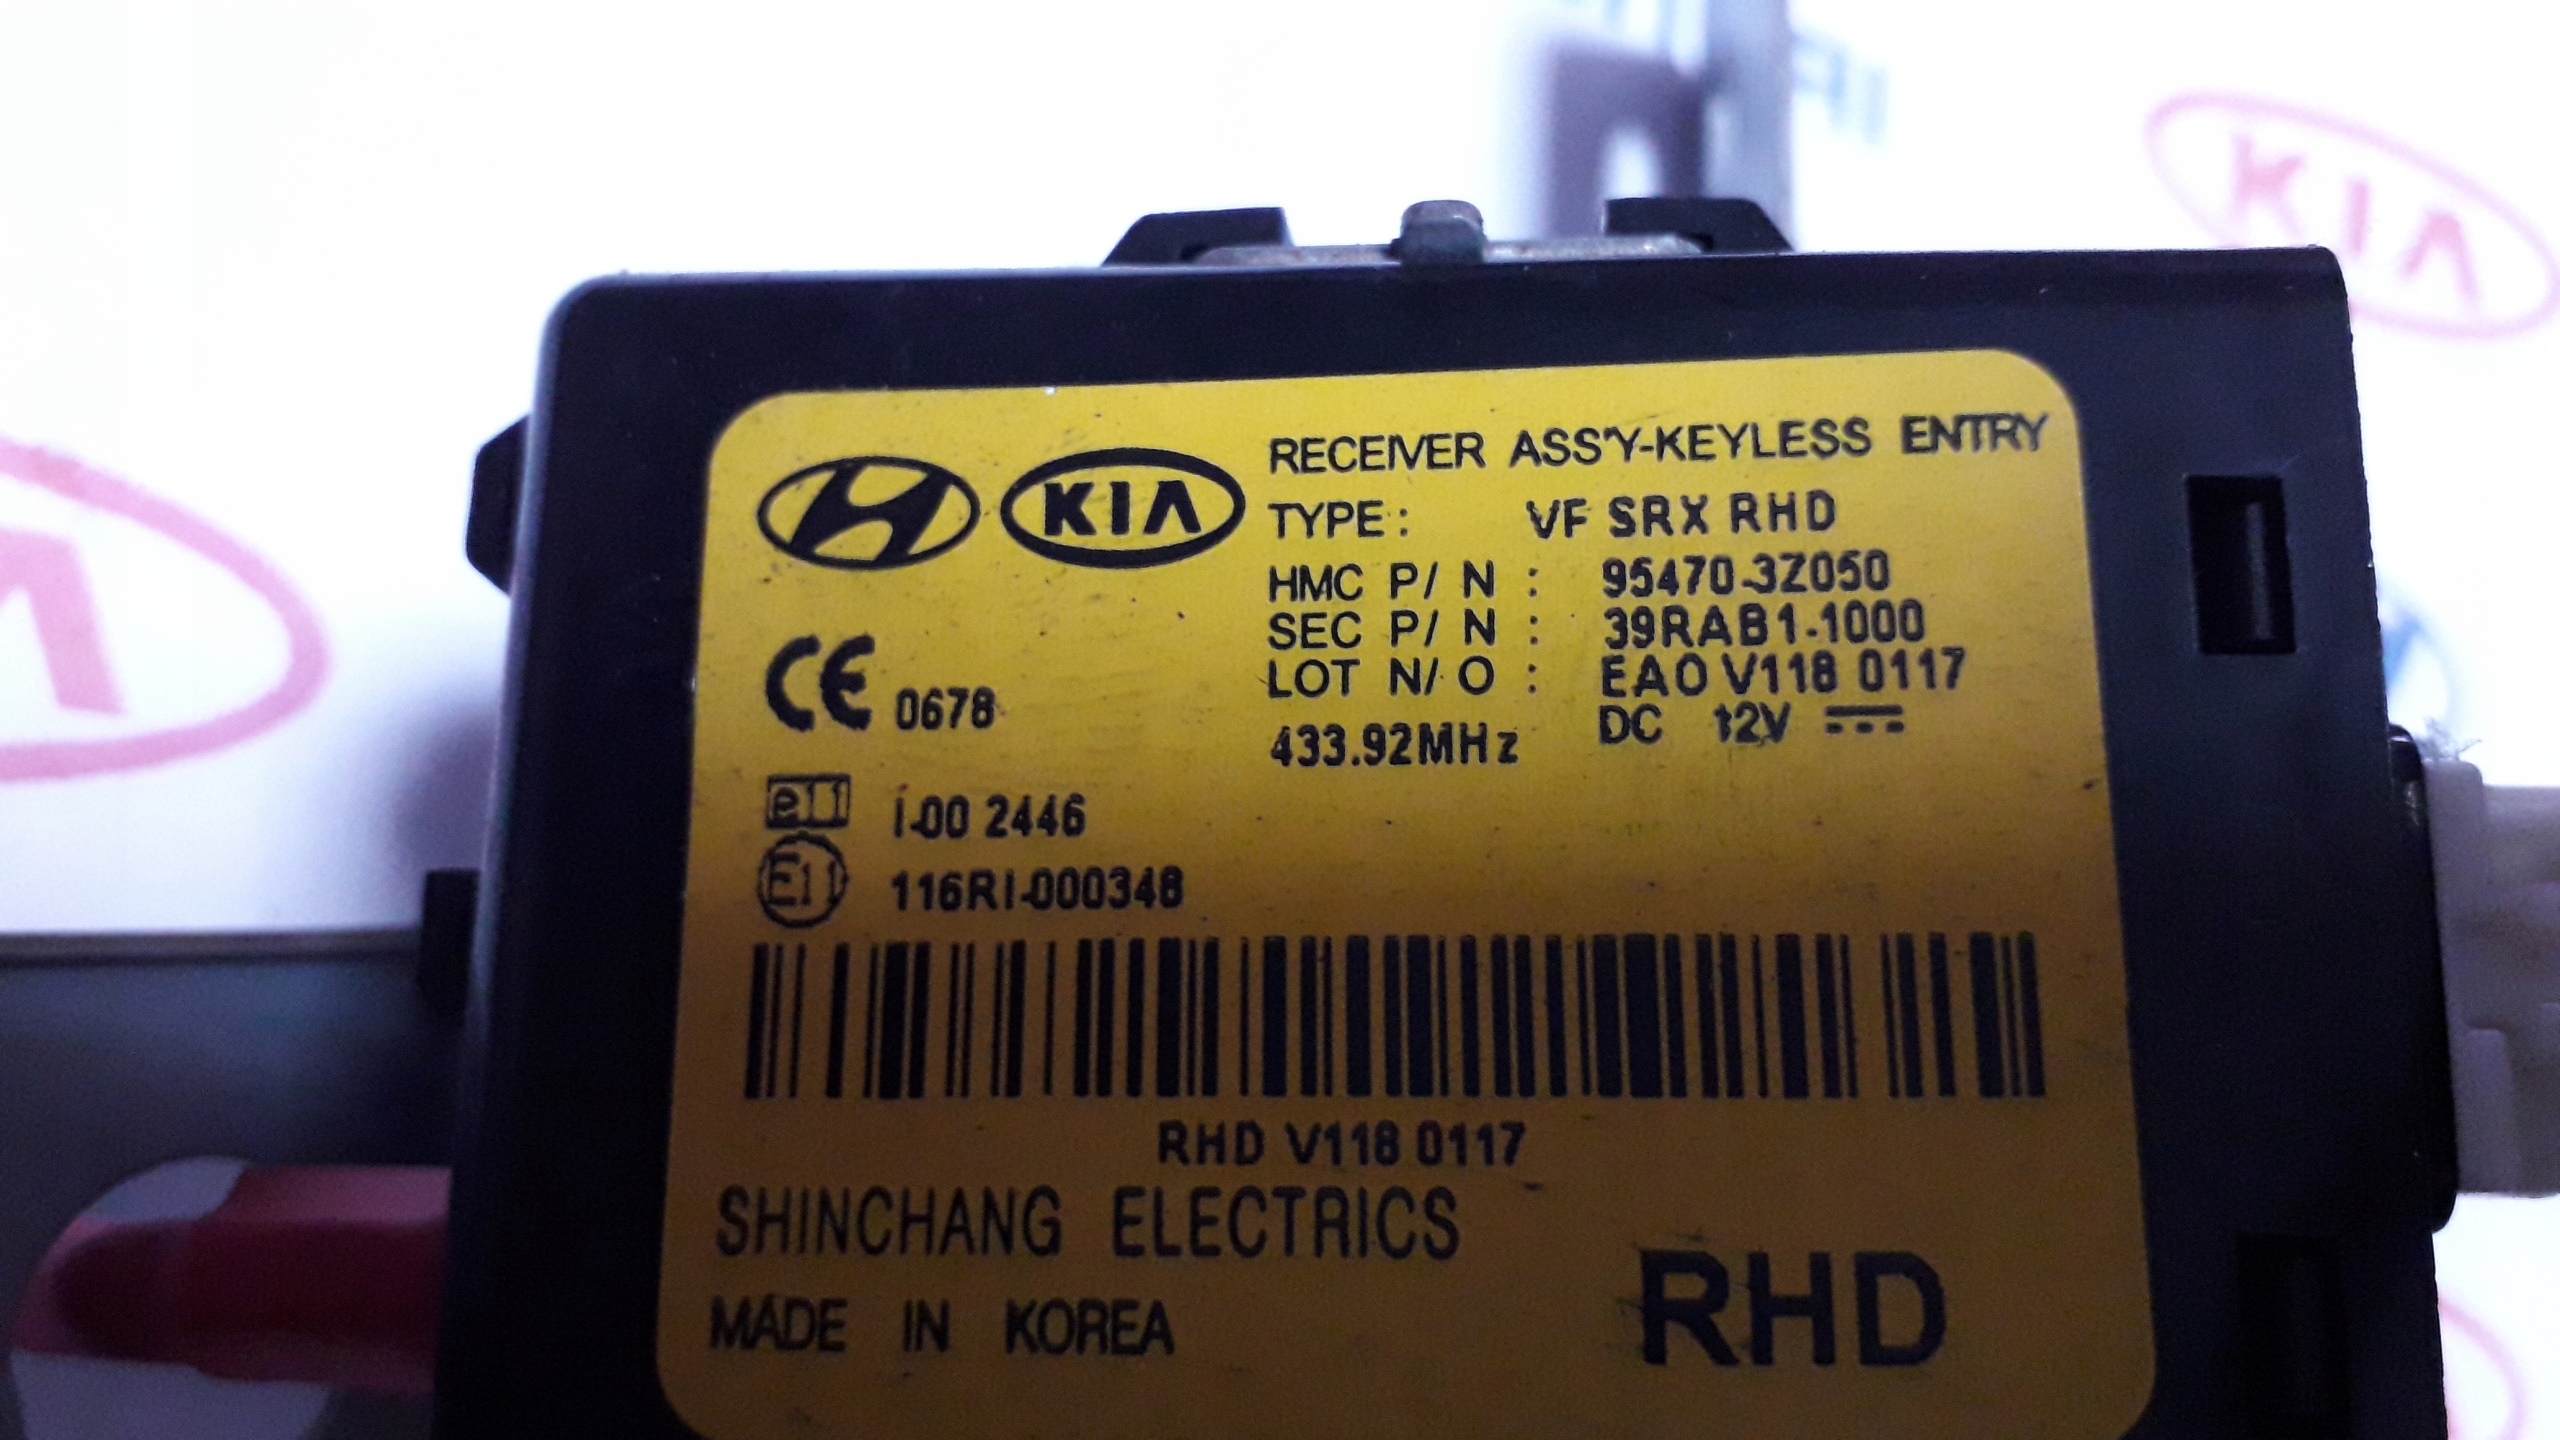 KIA
RECEIVER ASS'Y-KEYLESS ENTRY
KIA
TYPE: VF SRX RHD
HMC P/ N : 95470-3Z050
SEC P/ N : 39RAB1-1000
LOT N/ O : EAO V118 0117
CE 0678
433.92MHz DC 12V
e11 I-00 2446
E11 116RI-000348
RHD V118 0117
SHINCHANG ELECTRICS
MADE IN KOREA
RHD